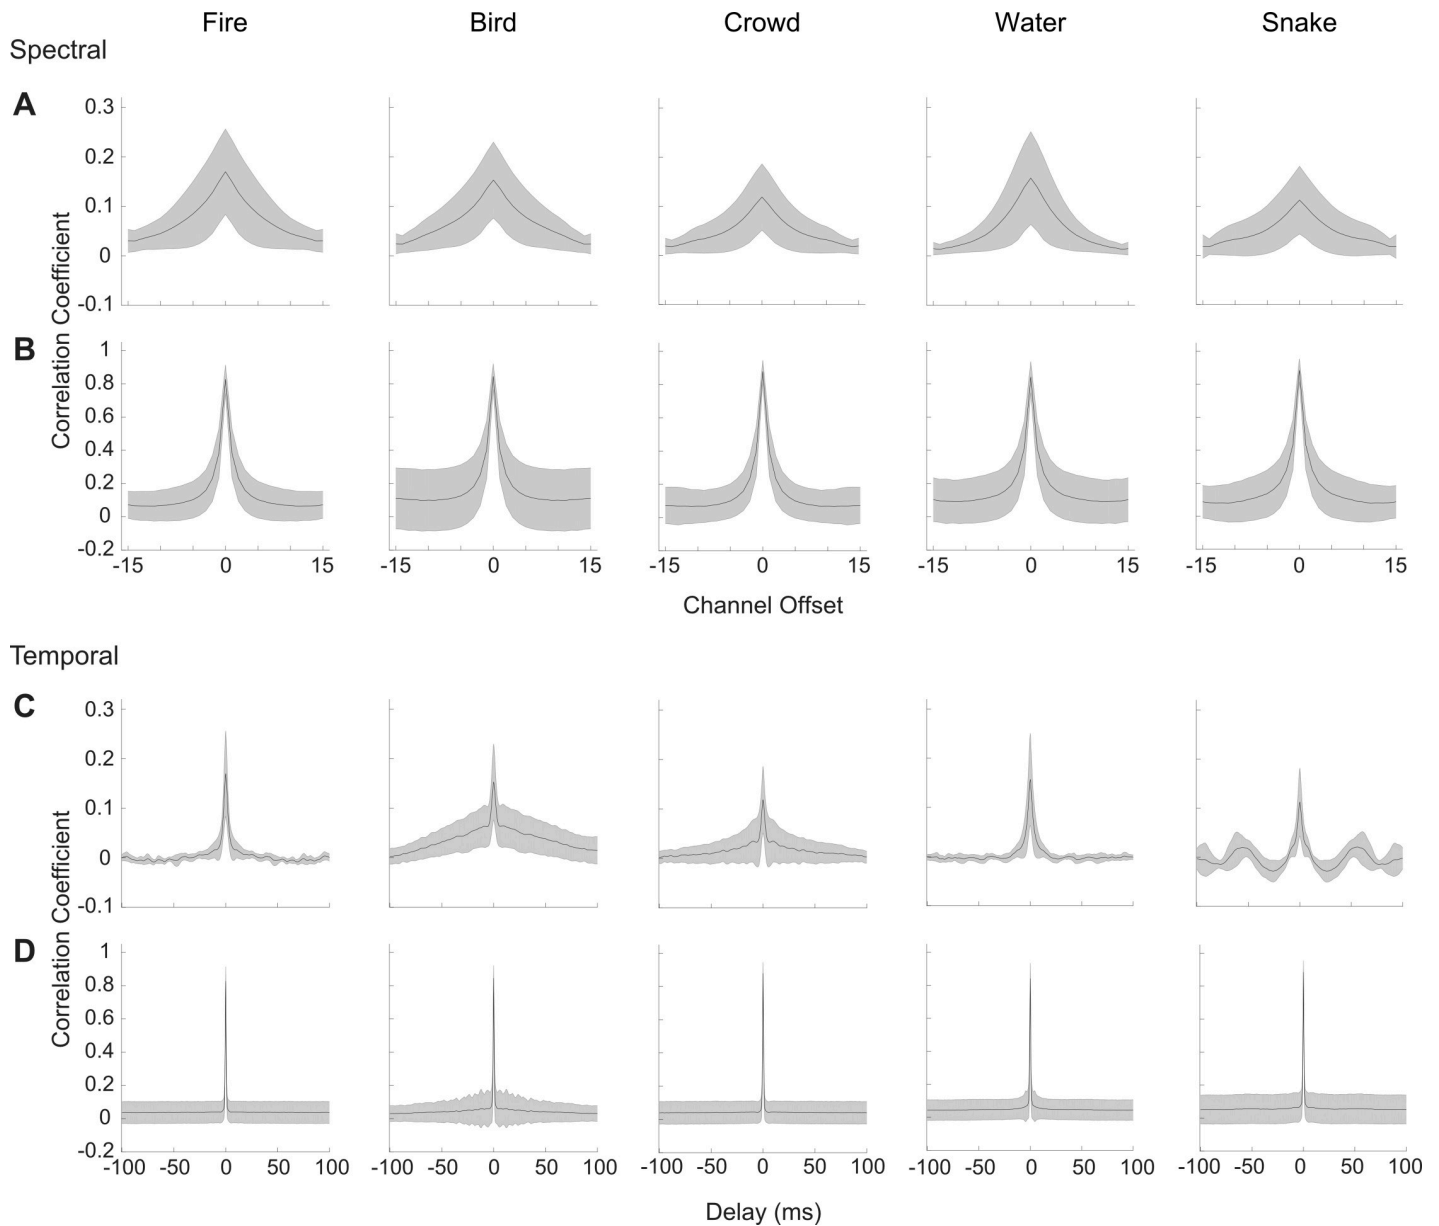 Fire Bird Crowd Water Snake
Spectral
A
0.3
0.2
0.1
0
-0.1
Correlation Coefficient
B
1
0.8
0.6
0.4
0.2
0
-0.2
-15 0 15 -15 0 15 -15 0 15 -15 0 15 -15 0 15
Channel Offset
Temporal
C
0.3
0.2
0.1
0
-0.1
Correlation Coefficient
D
1
0.8
0.6
0.4
0.2
0
-0.2
-100 -50 0 50 100 -100 -50 0 50 100 -100 -50 0 50 100 -100 -50 0 50 100 -100 -50 0 50 100
Delay (ms)